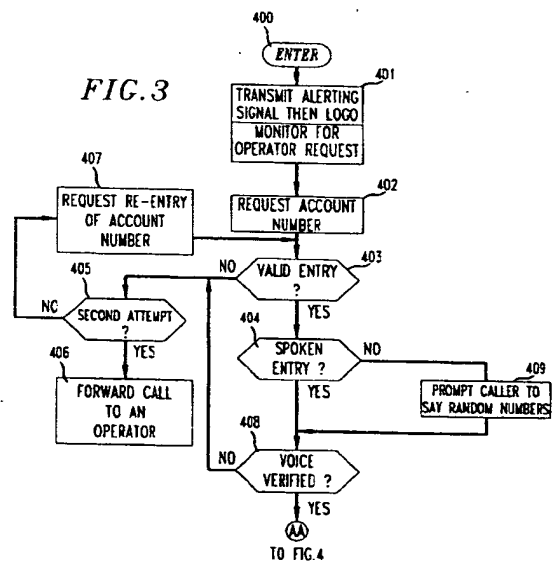 400
ENTER
FIG.3
401
TRANSMIT ALERTING
SIGNAL THEN LOGO
MONITOR FOR
OPERATOR REQUEST
407
REQUEST RE-ENTRY
OF ACCOUNT
NUMBER
402
REQUEST ACCOUNT
NUMBER
403
NO
VALID ENTRY
?
YES
405
NO
SECOND ATTEMPT
?
YES
404
SPOKEN
ENTRY ?
NO
YES
406
FORWARD CALL
TO AN
OPERATOR
409
PROMPT CALLER TO
SAY RANDOM NUMBERS
408
NO
VOICE
VERIFIED ?
YES
AA
TO FIG.4